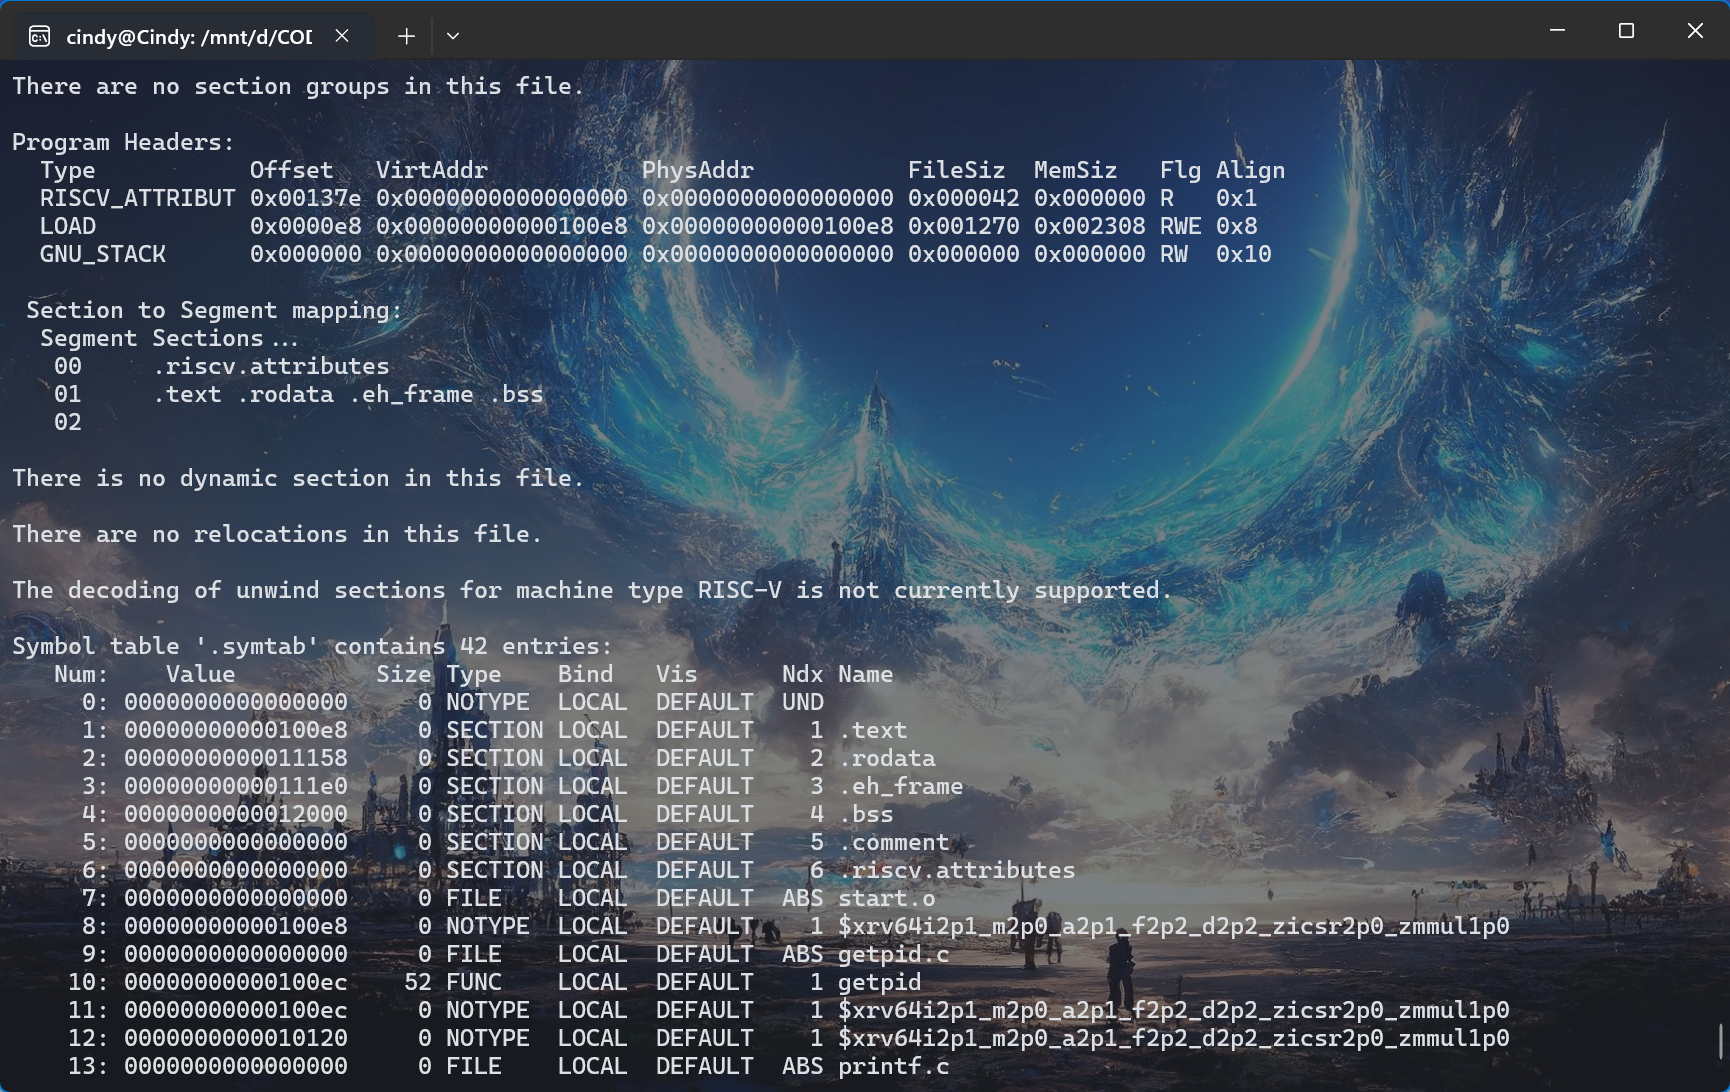 cindy@Cindy: /mnt/d/COD
There are no section groups in this file.
Program Headers:
  Type           Offset   VirtAddr           PhysAddr           FileSiz  MemSiz   Flg Align
  RISCV_ATTRIBUT 0x00137e 0x0000000000000000 0x0000000000000000 0x000042 0x000000 R   0x1
  LOAD           0x0000e8 0x00000000000100e8 0x00000000000100e8 0x001270 0x002308 RWE 0x8
  GNU_STACK      0x000000 0x0000000000000000 0x0000000000000000 0x000000 0x000000 RW  0x10
 Section to Segment mapping:
  Segment Sections...
   00     .riscv.attributes
   01     .text .rodata .eh_frame .bss
   02
There is no dynamic section in this file.
There are no relocations in this file.
The decoding of unwind sections for machine type RISC-V is not currently supported.
Symbol table '.symtab' contains 42 entries:
   Num:    Value          Size Type    Bind   Vis      Ndx Name
     0: 0000000000000000     0 NOTYPE  LOCAL  DEFAULT  UND
     1: 00000000000100e8     0 SECTION LOCAL  DEFAULT    1 .text
     2: 0000000000011158     0 SECTION LOCAL  DEFAULT    2 .rodata
     3: 00000000000111e0     0 SECTION LOCAL  DEFAULT    3 .eh_frame
     4: 0000000000012000     0 SECTION LOCAL  DEFAULT    4 .bss
     5: 0000000000000000     0 SECTION LOCAL  DEFAULT    5 .comment
     6: 0000000000000000     0 SECTION LOCAL  DEFAULT    6 .riscv.attributes
     7: 0000000000000000     0 FILE    LOCAL  DEFAULT  ABS start.o
     8: 00000000000100e8     0 NOTYPE  LOCAL  DEFAULT    1 $xrv64i2p1_m2p0_a2p1_f2p2_d2p2_zicsr2p0_zmmul1p0
     9: 0000000000000000     0 FILE    LOCAL  DEFAULT  ABS getpid.c
    10: 00000000000100ec    52 FUNC    LOCAL  DEFAULT    1 getpid
    11: 00000000000100ec     0 NOTYPE  LOCAL  DEFAULT    1 $xrv64i2p1_m2p0_a2p1_f2p2_d2p2_zicsr2p0_zmmul1p0
    12: 0000000000010120     0 NOTYPE  LOCAL  DEFAULT    1 $xrv64i2p1_m2p0_a2p1_f2p2_d2p2_zicsr2p0_zmmul1p0
    13: 0000000000000000     0 FILE    LOCAL  DEFAULT  ABS printf.c